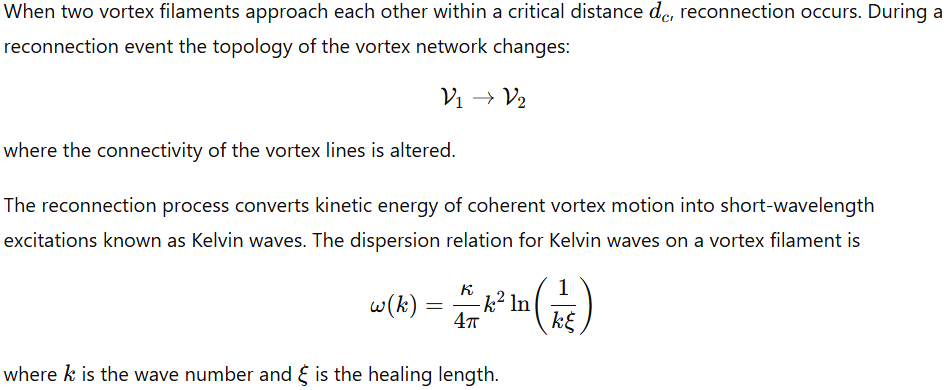 When two vortex filaments approach each other within a critical distance $d_c$, reconnection occurs. During a
reconnection event the topology of the vortex network changes:
$$\mathcal{V}_1 \to \mathcal{V}_2$$
where the connectivity of the vortex lines is altered.
The reconnection process converts kinetic energy of coherent vortex motion into short-wavelength
excitations known as Kelvin waves. The dispersion relation for Kelvin waves on a vortex filament is
$$\omega(k) = \frac{\kappa}{4\pi} k^2 \ln\left(\frac{1}{k\xi}\right)$$
where $k$ is the wave number and $\xi$ is the healing length.